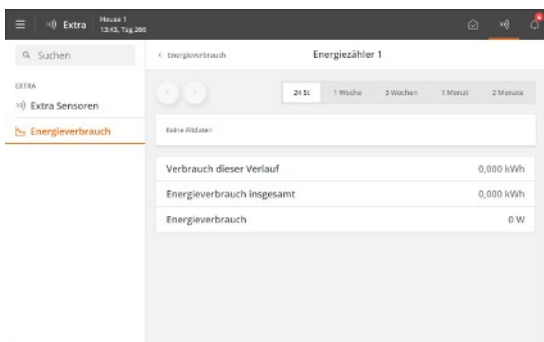 Extra
House 1
13:43, Tag 266
6
Suchen
EXTRA
Extra Sensoren
Energieverbrauch
< Energieverbrauch
Energiezähler 1
24 St.
1 Woche
3 Wochen
1 Monat
2 Monate
Keine Altdaten
Verbrauch dieser Verlauf
0,000 kWh
Energieverbrauch insgesamt
0,000 kWh
Energieverbrauch
0 W